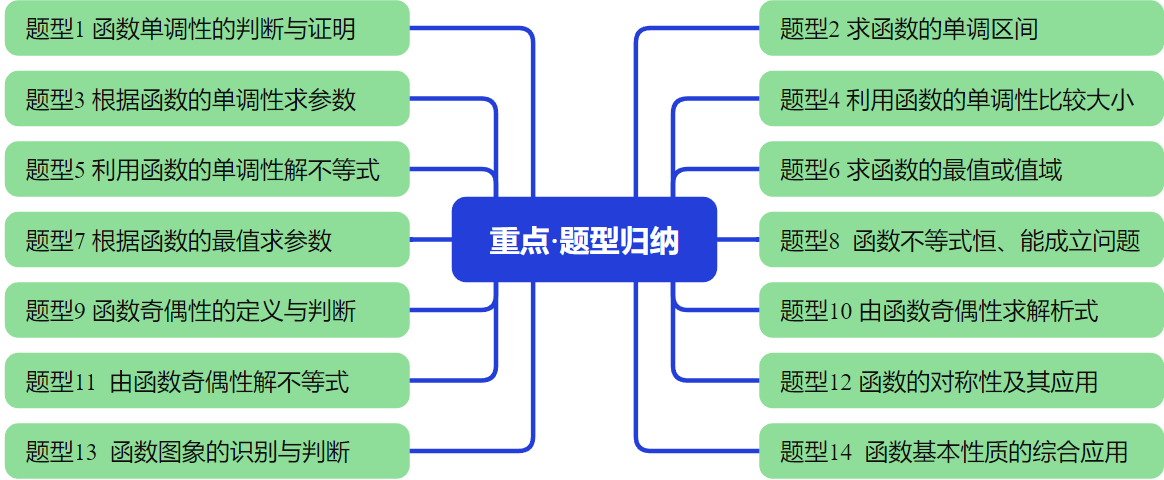 题型1 函数单调性的判断与证明
题型2 求函数的单调区间
题型3 根据函数的单调性求参数
题型4 利用函数的单调性比较大小
题型5 利用函数的单调性解不等式
题型6 求函数的最值或值域
重点·题型归纳
题型7 根据函数的最值求参数
题型8 函数不等式恒、能成立问题
题型9 函数奇偶性的定义与判断
题型10 由函数奇偶性求解析式
题型11 由函数奇偶性解不等式
题型12 函数的对称性及其应用
题型13 函数图象的识别与判断
题型14 函数基本性质的综合应用